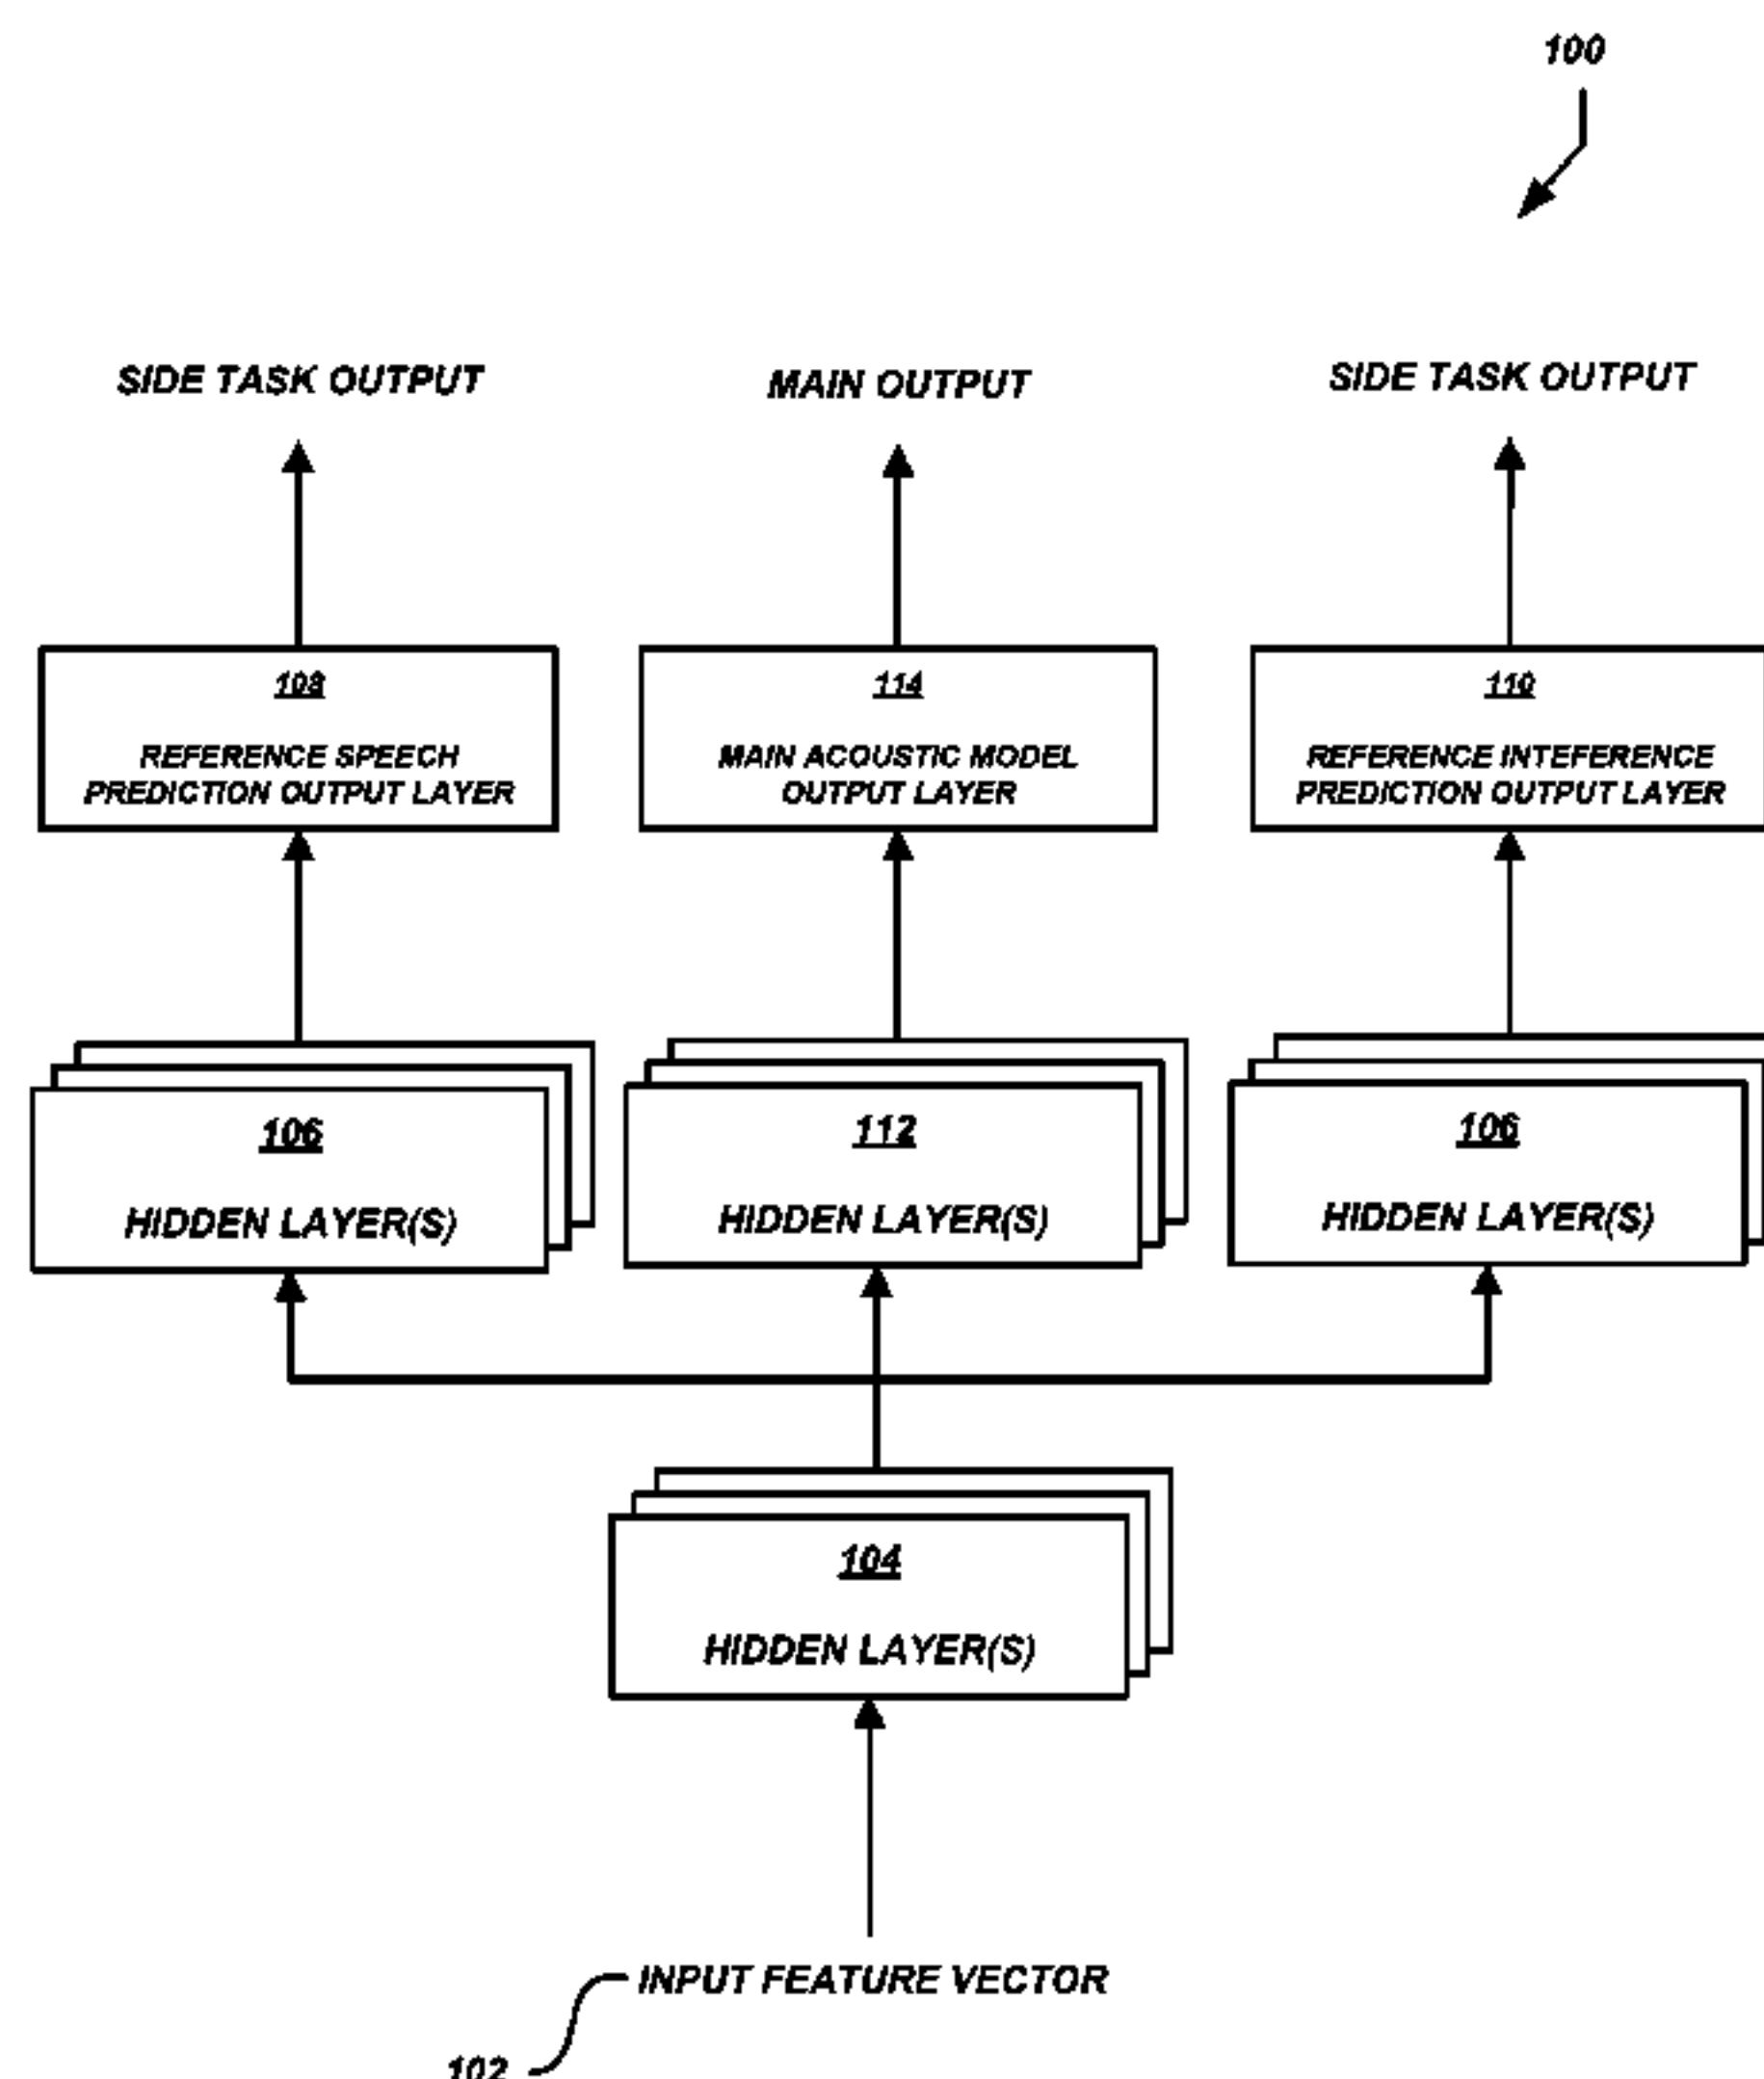 100
SIDE TASK OUTPUT
MAIN OUTPUT
SIDE TASK OUTPUT
108
REFERENCE SPEECH
PREDICTION OUTPUT LAYER
114
MAIN ACOUSTIC MODEL
OUTPUT LAYER
110
REFERENCE INTEFERENCE
PREDICTION OUTPUT LAYER
106
HIDDEN LAYER(S)
112
HIDDEN LAYER(S)
106
HIDDEN LAYER(S)
104
HIDDEN LAYER(S)
INPUT FEATURE VECTOR
102